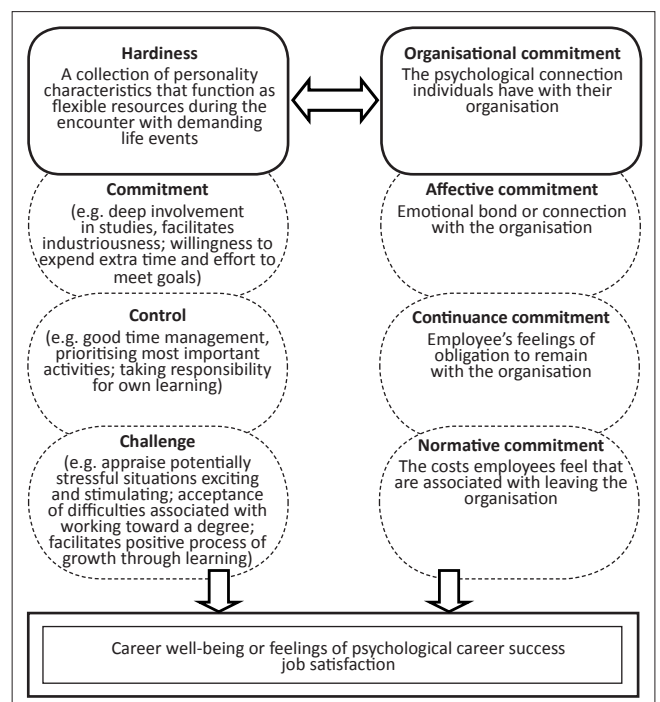 Hardiness
A collection of personality
characteristics that function as
flexible resources during the
encounter with demanding
life events
Commitment
(e.g. deep involvement
in studies, facilitates
industriousness; willingness to
expend extra time and effort to
meet goals)
Control
(e.g. good time management,
prioritising most important
activities; taking responsibility
for own learning)
Challenge
(e.g. appraise potentially
stressful situations exciting
and stimulating; acceptance
of difficulties associated with
working toward a degree;
facilitates positive process of
growth through learning)
Organisational commitment
The psychological connection
individuals have with their
organisation
Affective commitment
Emotional bond or connection
with the organisation
Continuance commitment
Employee's feelings of
obligation to remain
with the organisation
Normative commitment
The costs employees feel that
are associated with leaving the
organisation
Career well-being or feelings of psychological career success
job satisfaction